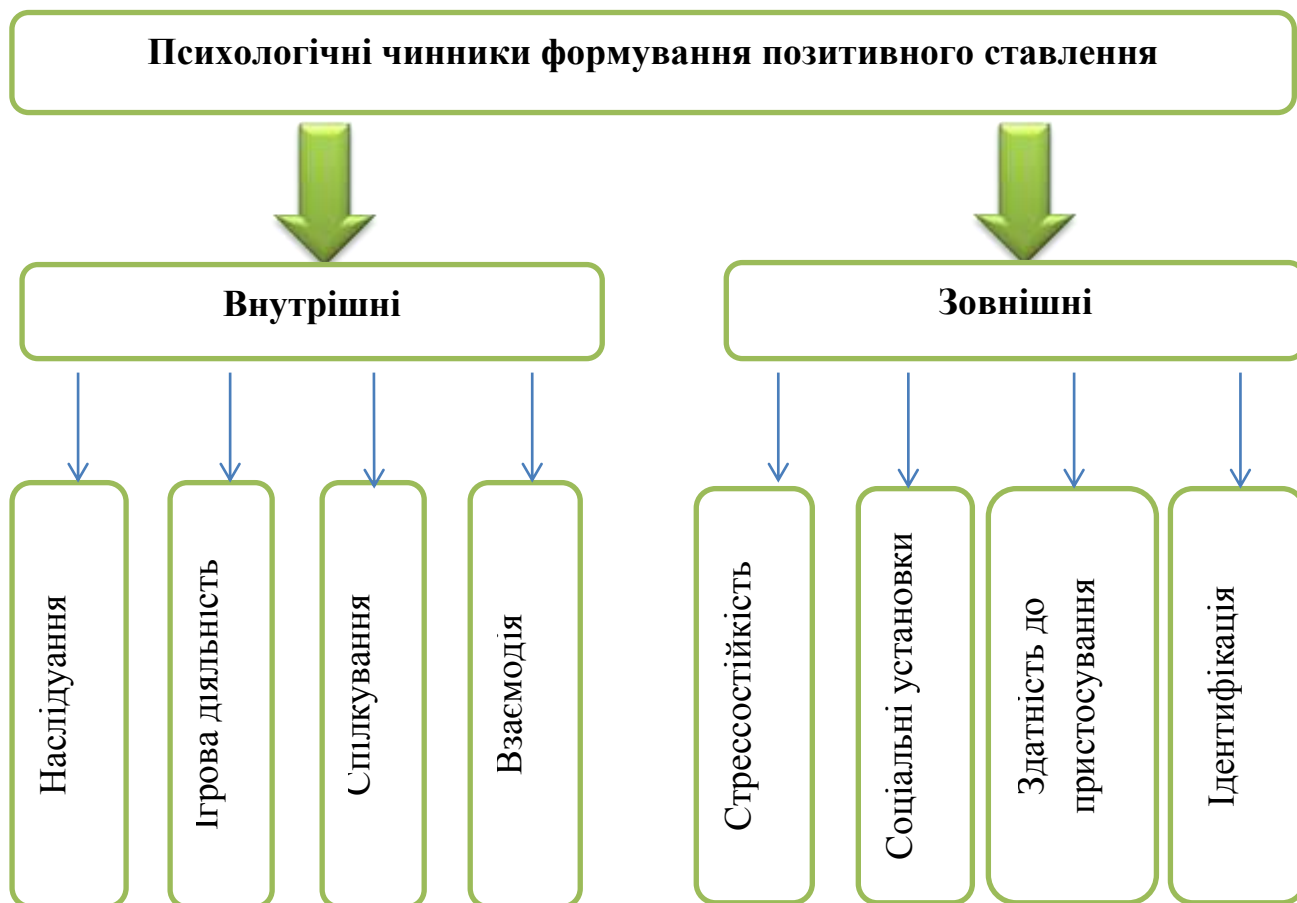 Психологічні чинники формування позитивного ставлення
Внутрішні
Зовнішні
Наслідуання
Ігрова діяльність
Спілкування
Взаємодія
Стрессостійкість
Соціальні установки
Здатність до
пристосування
Ідентифікація